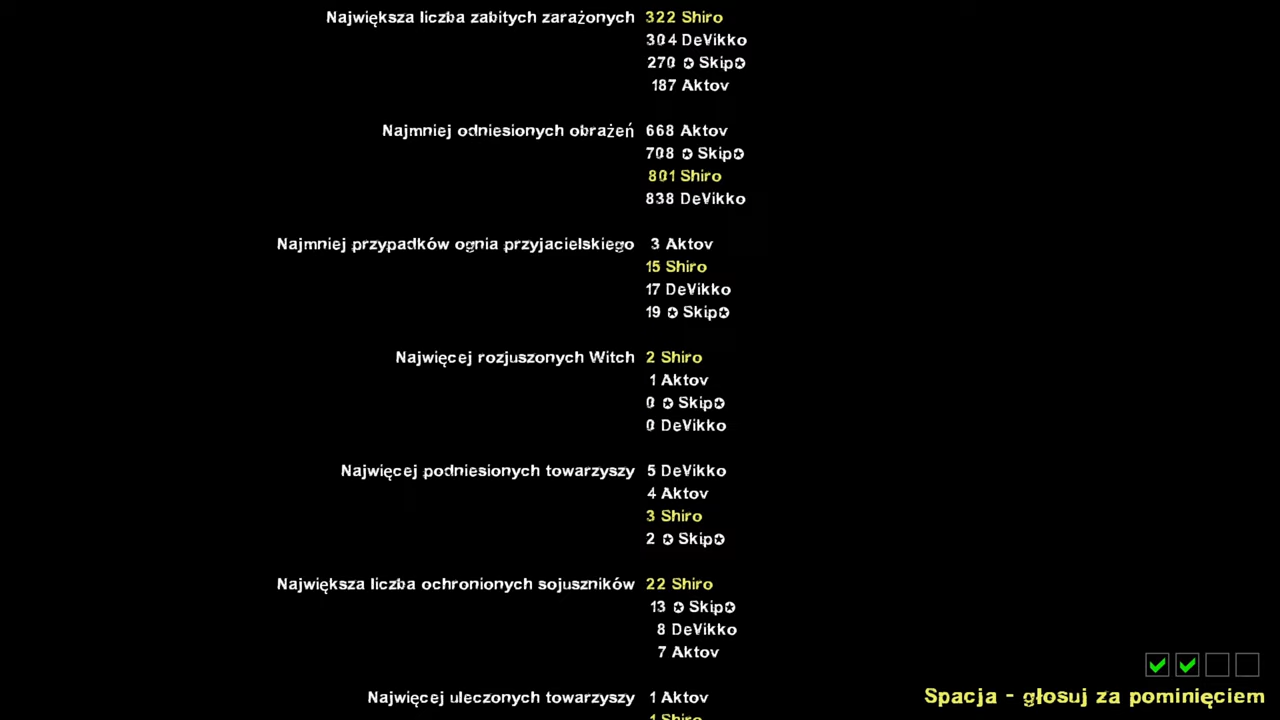 Największa liczba zabitych zarażonych 322 Shiro
304 DeVikko
270 ✪ Skip✪
187 Aktov
Najmniej odniesionych obrażeń 668 Aktov
708 ✪ Skip✪
801 Shiro
838 DeVikko
Najmniej przypadków ognia przyjacielskiego 3 Aktov
15 Shiro
17 DeVikko
19 ✪ Skip✪
Najwięcej rozjuszonych Witch 2 Shiro
1 Aktov
0 ✪ Skip✪
0 DeVikko
Najwięcej podniesionych towarzyszy 5 DeVikko
4 Aktov
3 Shiro
2 ✪ Skip✪
Największa liczba ochronionych sojuszników 22 Shiro
13 ✪ Skip✪
8 DeVikko
7 Aktov
Najwięcej uleczonych towarzyszy 1 Aktov
1 Shiro
Spacja - głosuj za pominięciem